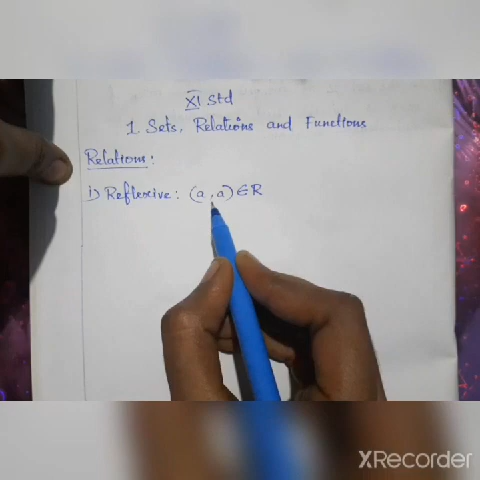 XI Std
1. Sets, Relations and Functions
Relations:
i) Reflexive: (a, a) ∈ R
XRecorder